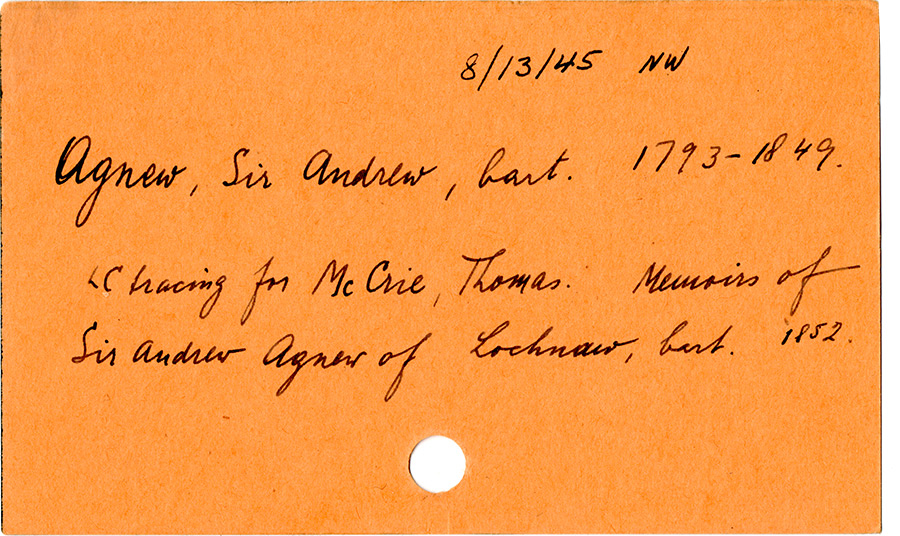 8/13/45 NW
Agnew, Sir Andrew, bart. 1793-1849.
LC tracing for McCrie, Thomas. Memoirs of
Sir Andrew Agnew of Lochnaw, bart. 1852.